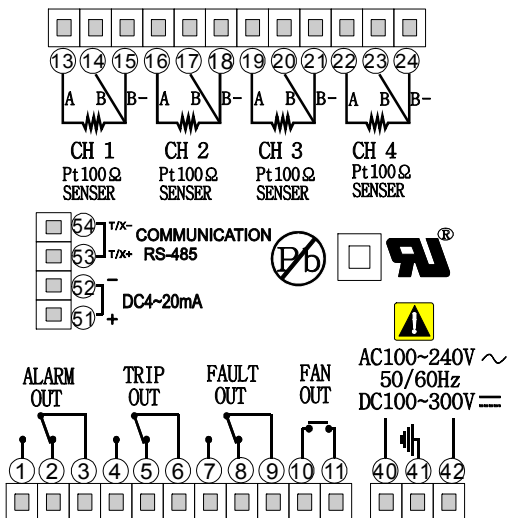 13 14 15 16 17 18 19 20 21 22 23 24
A B B- A B B- A B B- A B B-
CH 1 CH 2 CH 3 CH 4
Pt100Ω Pt100Ω Pt100Ω Pt100Ω
SENSER SENSER SENSER SENSER
54 T/X- COMMUNICATION
53 T/X+ RS-485
52 −
DC4~20mA
51 +
Pb
RU®
AC100~240V ～
50/60Hz
DC100~300V ⎓
ALARM TRIP FAULT FAN
OUT OUT OUT OUT
1 2 3 4 5 6 7 8 9 10 11 40 41 42